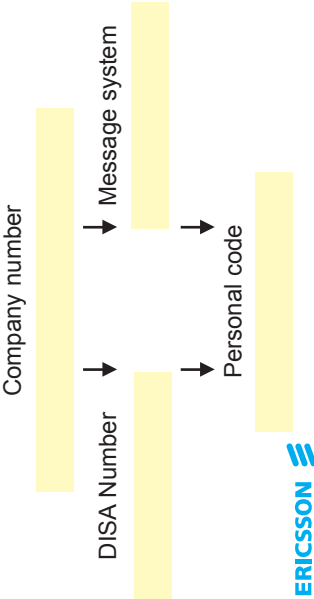 Company number
DISA Number
Message system
Personal code
ERICSSON